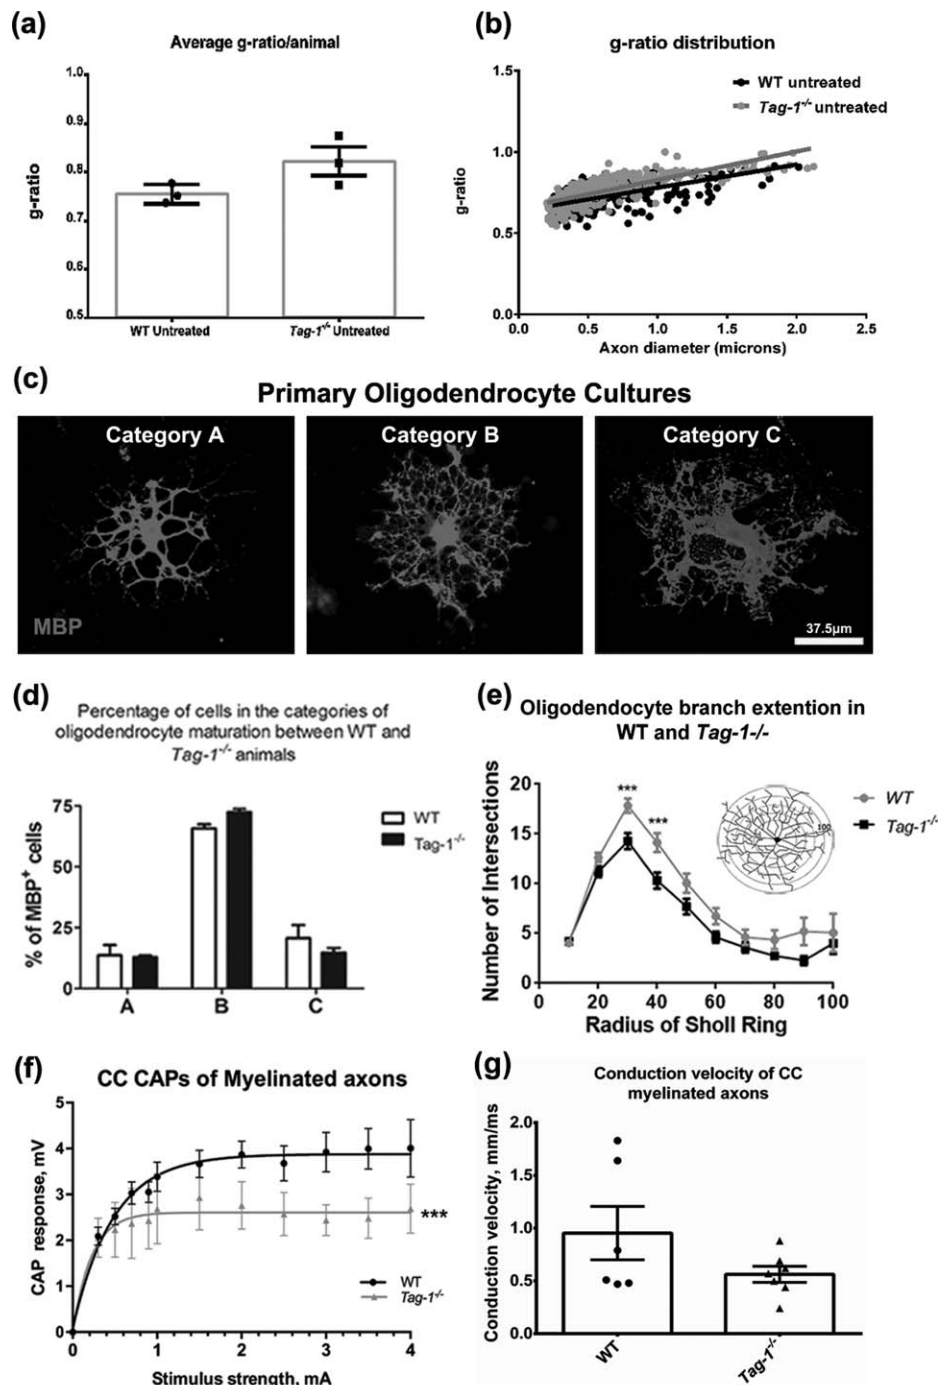 (a)
Average g-ratio/animal
1.0
0.9
0.8
0.7
0.6
0.5
g-ratio
WT Untreated
Tag-1-/- Untreated
(b)
g-ratio distribution
WT untreated
Tag-1-/- untreated
1.5
1.0
0.5
0.0
g-ratio
0.0 0.5 1.0 1.5 2.0 2.5
Axon diameter (microns)
(c)
Primary Oligodendrocyte Cultures
Category A
Category B
Category C
MBP
37.5µm
(d)
Percentage of cells in the categories of
oligodendrocyte maturation between WT and
Tag-1-/- animals
75
50
25
0
% of MBP+ cells
WT
Tag-1-/-
A B C
(e)
Oligodendocyte branch extention in
WT and Tag-1-/-
20
15
10
5
0
Number of Intersections
***
***
100
WT
Tag-1-/-
0 20 40 60 80 100
Radius of Sholl Ring
(f)
CC CAPs of Myelinated axons
5
4
3
2
1
0
CAP response, mV
***
WT
Tag-1-/-
0 1 2 3 4
Stimulus strength, mA
(g)
Conduction velocity of CC
myelinated axons
2.0
1.5
1.0
0.5
0.0
Conduction velocity, mm/ms
WT
Tag-1-/-